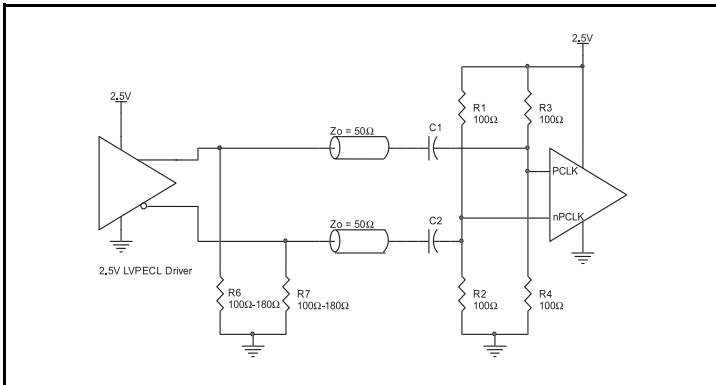 2.5V
2.5V
R1
100Ω
R3
100Ω
Zo = 50Ω
C1
PCLK
Zo = 50Ω
C2
nPCLK
2.5V LVPECL Driver
R6
100Ω-180Ω
R7
100Ω-180Ω
R2
100Ω
R4
100Ω